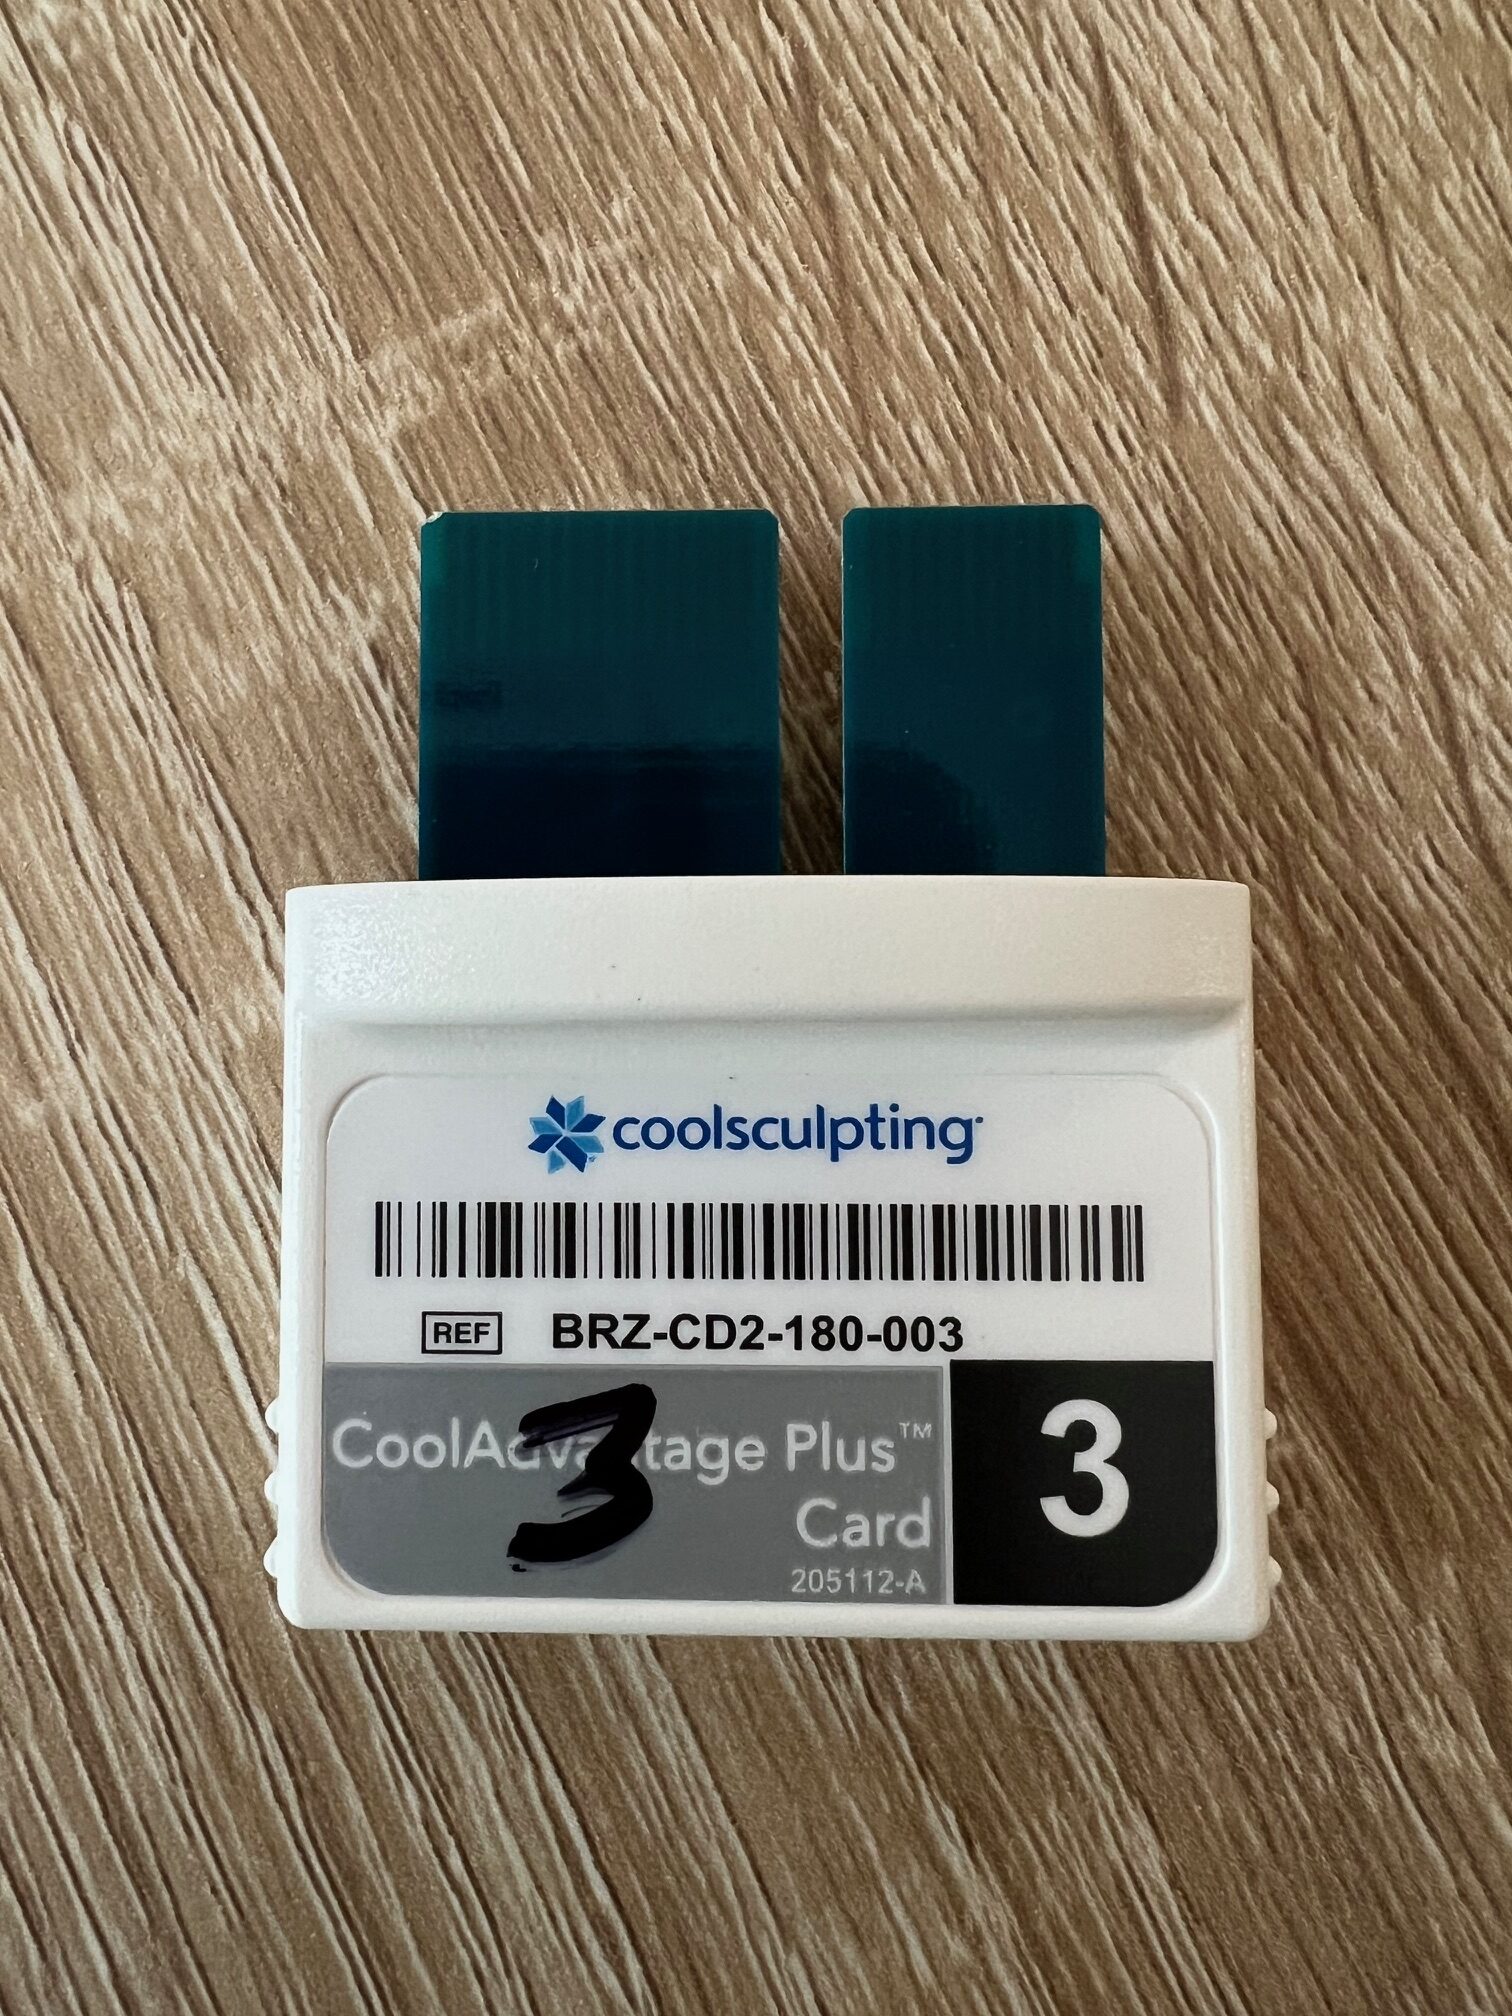 coolsculpting
REF BRZ-CD2-180-003
CoolAdvantage Plus™
Card
205112-A
3
3